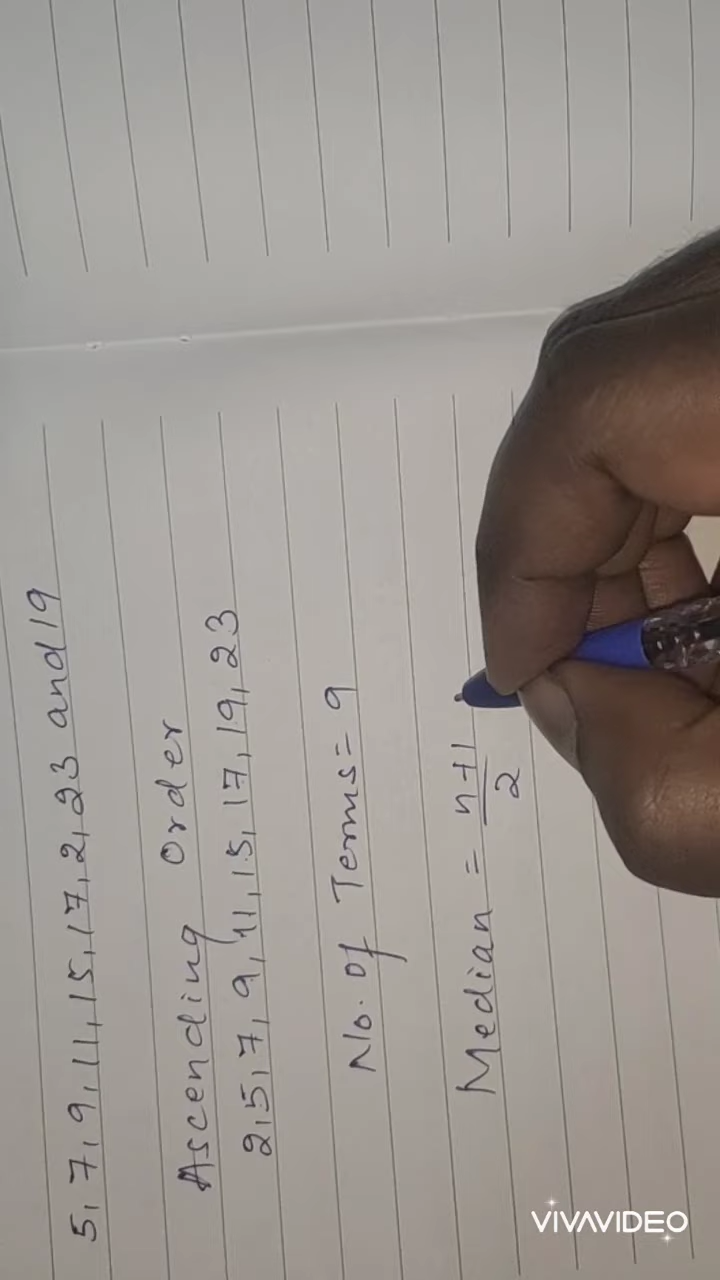 5, 7, 9, 11, 15, 17, 2, 23 and 19
Ascending Order
2, 5, 7, 9, 11, 15, 17, 19, 23
No. of Terms = 9
Median = n+1
2
VIVAVIDEO